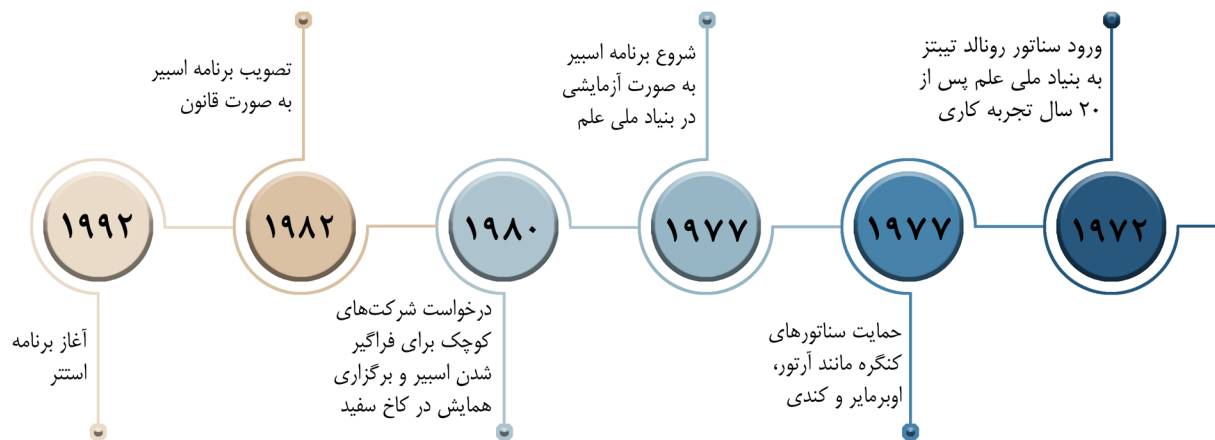 ۱۹۷۲
ورود سناتور رونالد تیبتز
به بنیاد ملی علم پس از
۲۰ سال تجربه کاری
۱۹۷۷
حمایت سناتورهای
کنگره مانند آرتور،
اوبرمایر و کندی
۱۹۷۷
شروع برنامه اسبیر
به صورت آزمایشی
در بنیاد ملی علم
۱۹۸۰
درخواست شرکت‌های
کوچک برای فراگیر
شدن اسبیر و برگزاری
همایش در کاخ سفید
۱۹۸۲
تصویب برنامه اسبیر
به صورت قانون
۱۹۹۲
آغاز برنامه
استتر